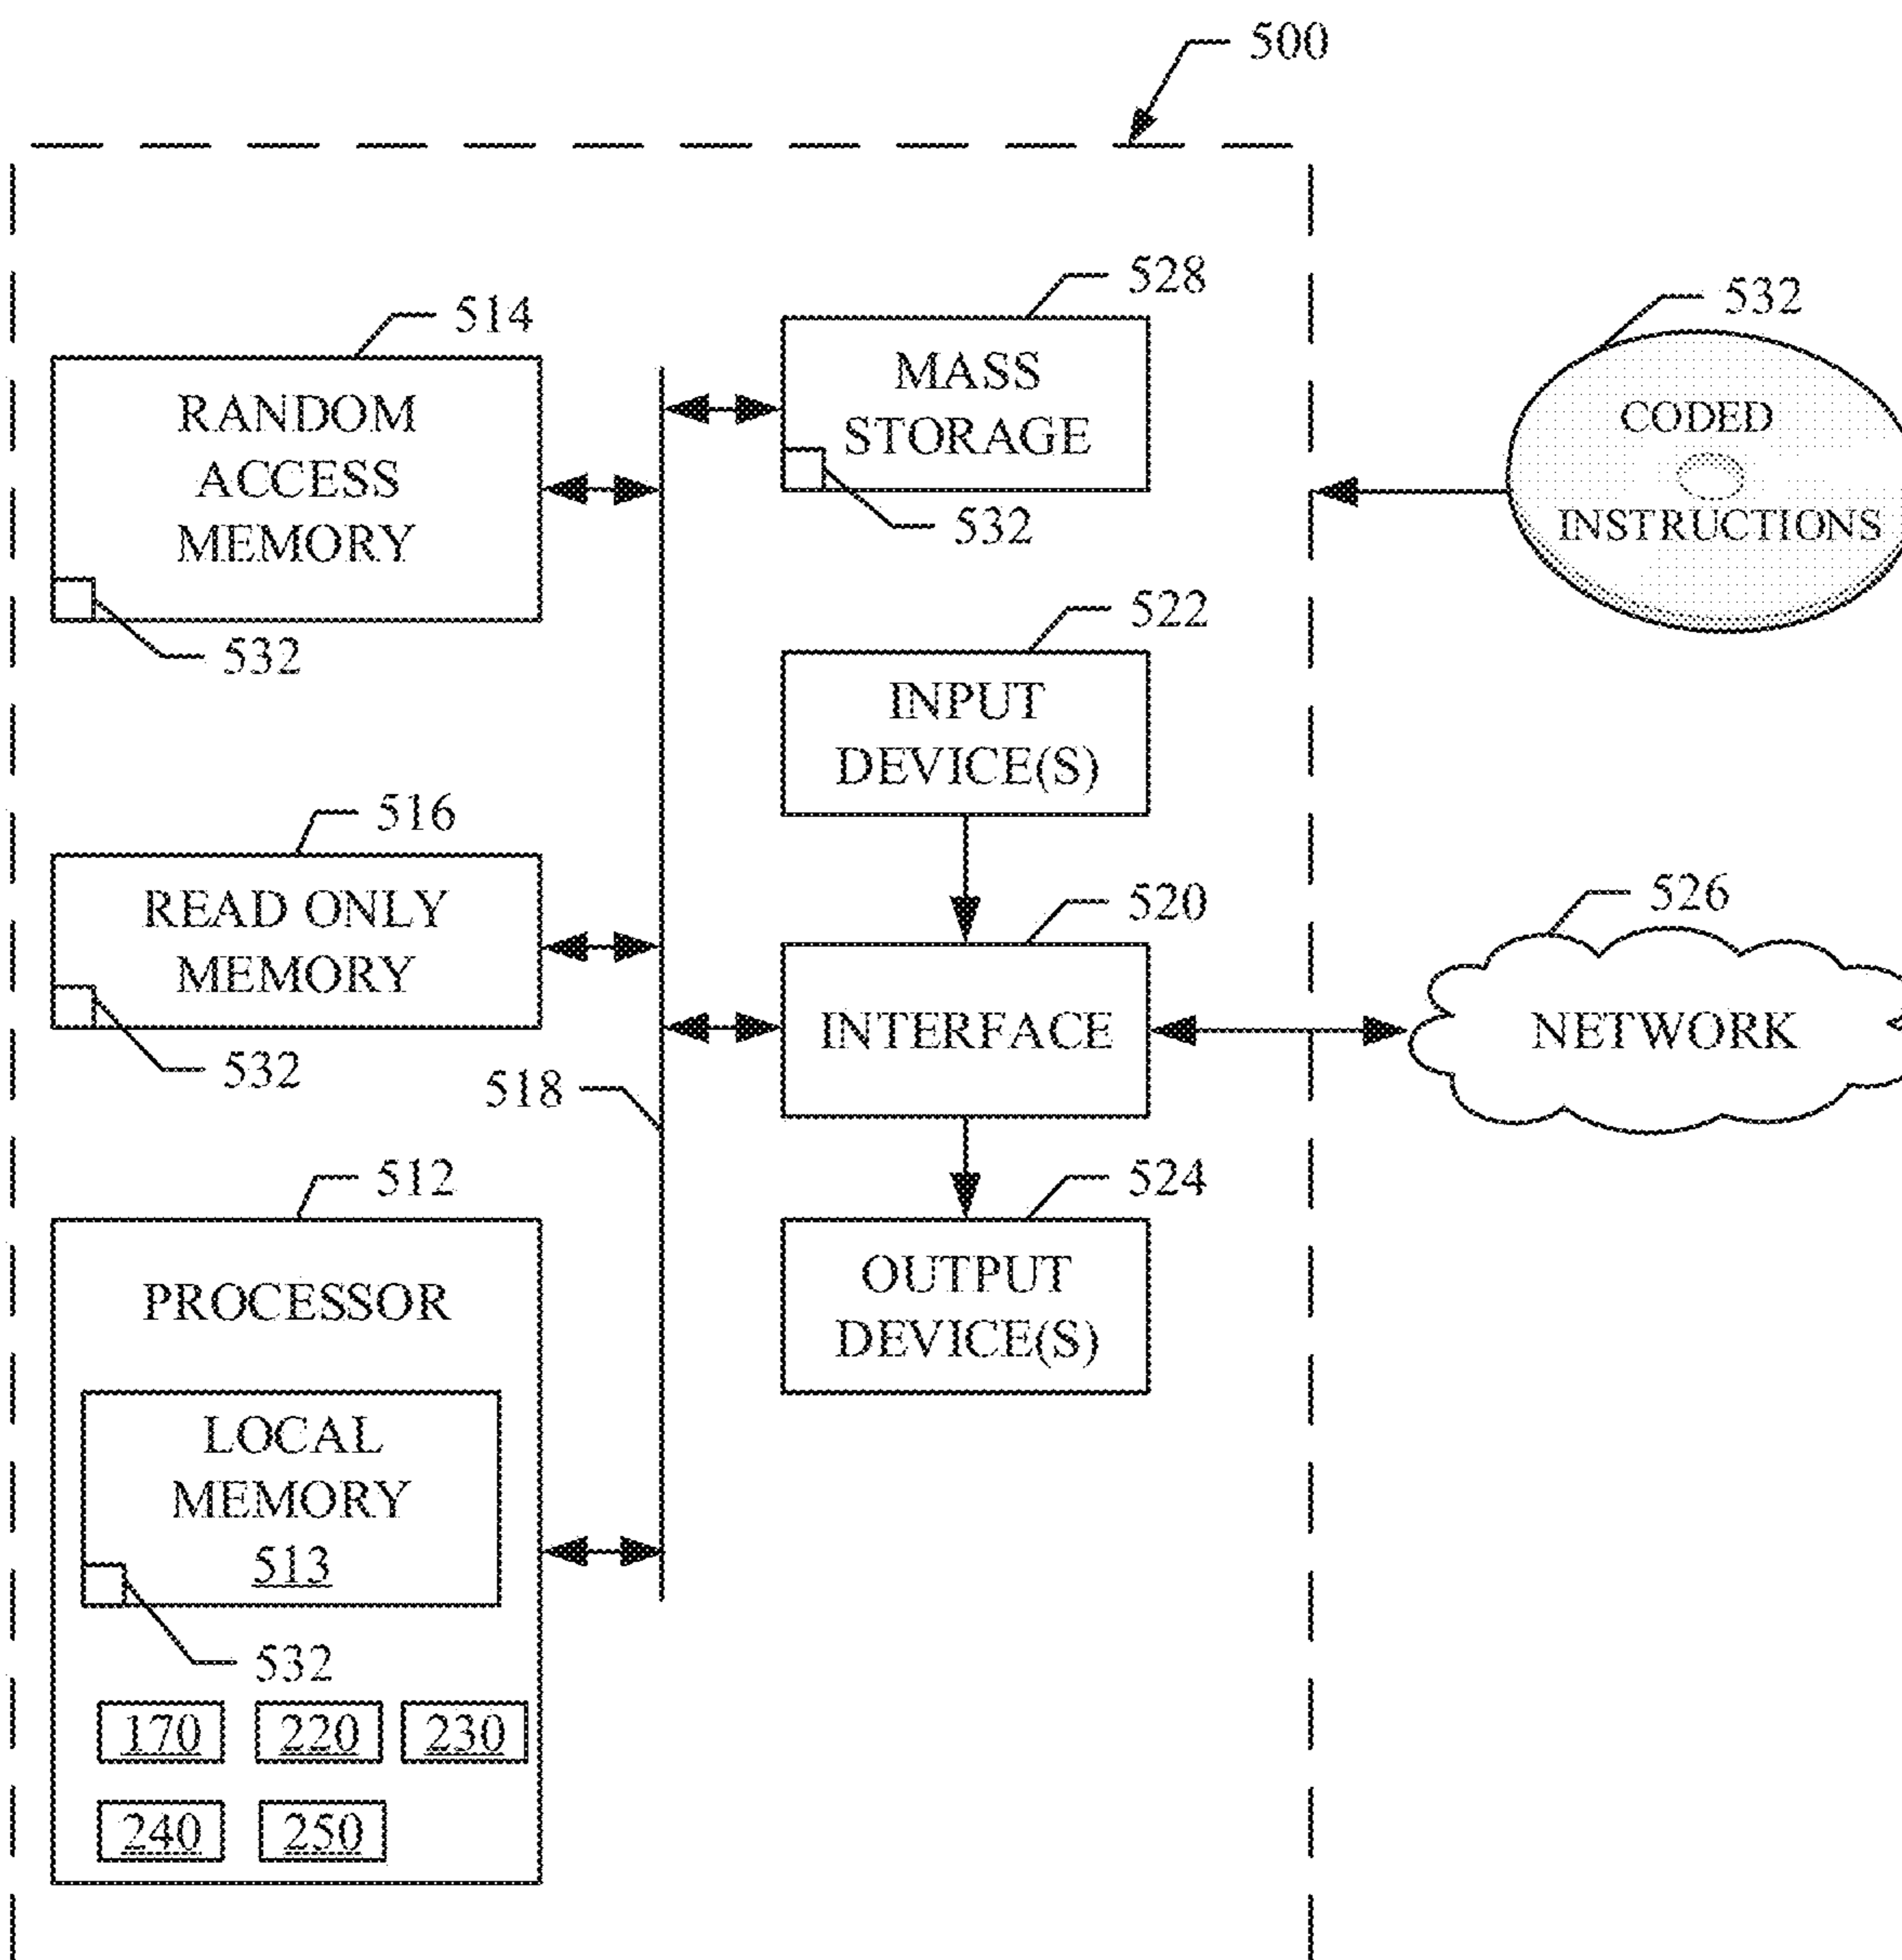 500
514
RANDOM
ACCESS
MEMORY
532
528
MASS
STORAGE
532
532
CODED
INSTRUCTIONS
522
INPUT
DEVICE(S)
516
READ ONLY
MEMORY
532
518
520
INTERFACE
526
NETWORK
512
PROCESSOR
LOCAL
MEMORY
513
532
170 220 230
240 250
524
OUTPUT
DEVICE(S)